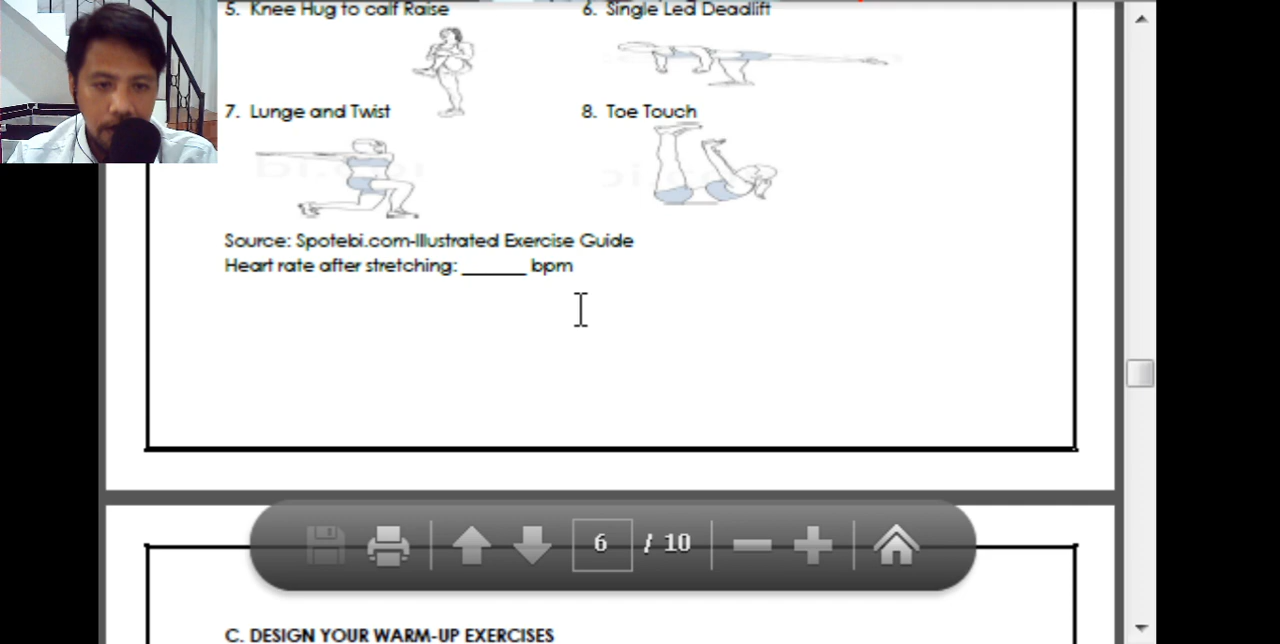 5. Knee Hug to calf Raise
6. Single Led Deadlift
7. Lunge and Twist
8. Toe Touch
Source: Spotebi.com-Illustrated Exercise Guide
Heart rate after stretching: ______ bpm
6 / 10
C. DESIGN YOUR WARM-UP EXERCISES